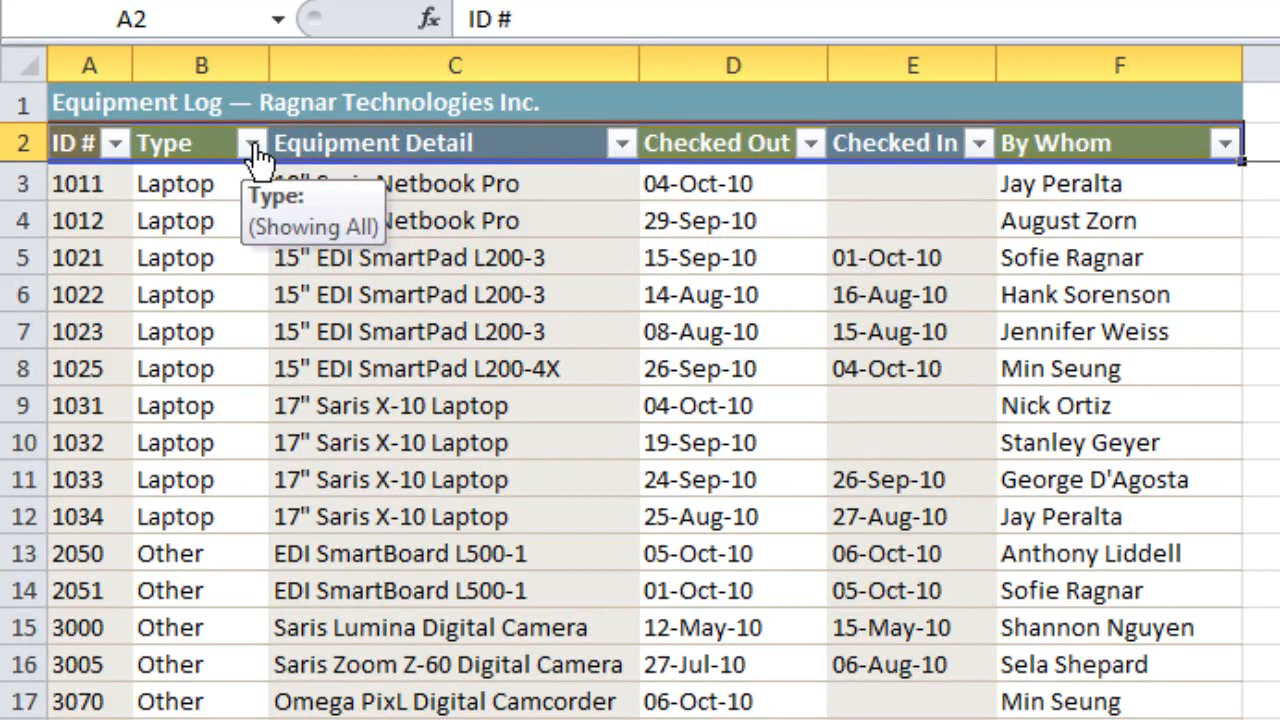 A2 fx ID #
A B C D E F
1 Equipment Log — Ragnar Technologies Inc.
2 ID # Type Equipment Detail Checked Out Checked In By Whom
3 1011 Laptop Netbook Pro 04-Oct-10 Jay Peralta
Type:
(Showing All)
4 1012 Laptop Netbook Pro 29-Sep-10 August Zorn
5 1021 Laptop 15" EDI SmartPad L200-3 15-Sep-10 01-Oct-10 Sofie Ragnar
6 1022 Laptop 15" EDI SmartPad L200-3 14-Aug-10 16-Aug-10 Hank Sorenson
7 1023 Laptop 15" EDI SmartPad L200-3 08-Aug-10 15-Aug-10 Jennifer Weiss
8 1025 Laptop 15" EDI SmartPad L200-4X 26-Sep-10 04-Oct-10 Min Seung
9 1031 Laptop 17" Saris X-10 Laptop 04-Oct-10 Nick Ortiz
10 1032 Laptop 17" Saris X-10 Laptop 19-Sep-10 Stanley Geyer
11 1033 Laptop 17" Saris X-10 Laptop 24-Sep-10 26-Sep-10 George D'Agosta
12 1034 Laptop 17" Saris X-10 Laptop 25-Aug-10 27-Aug-10 Jay Peralta
13 2050 Other EDI SmartBoard L500-1 05-Oct-10 06-Oct-10 Anthony Liddell
14 2051 Other EDI SmartBoard L500-1 01-Oct-10 05-Oct-10 Sofie Ragnar
15 3000 Other Saris Lumina Digital Camera 12-May-10 15-May-10 Shannon Nguyen
16 3005 Other Saris Zoom Z-60 Digital Camera 27-Jul-10 06-Aug-10 Sela Shepard
17 3070 Other Omega PixL Digital Camcorder 06-Oct-10 Min Seung